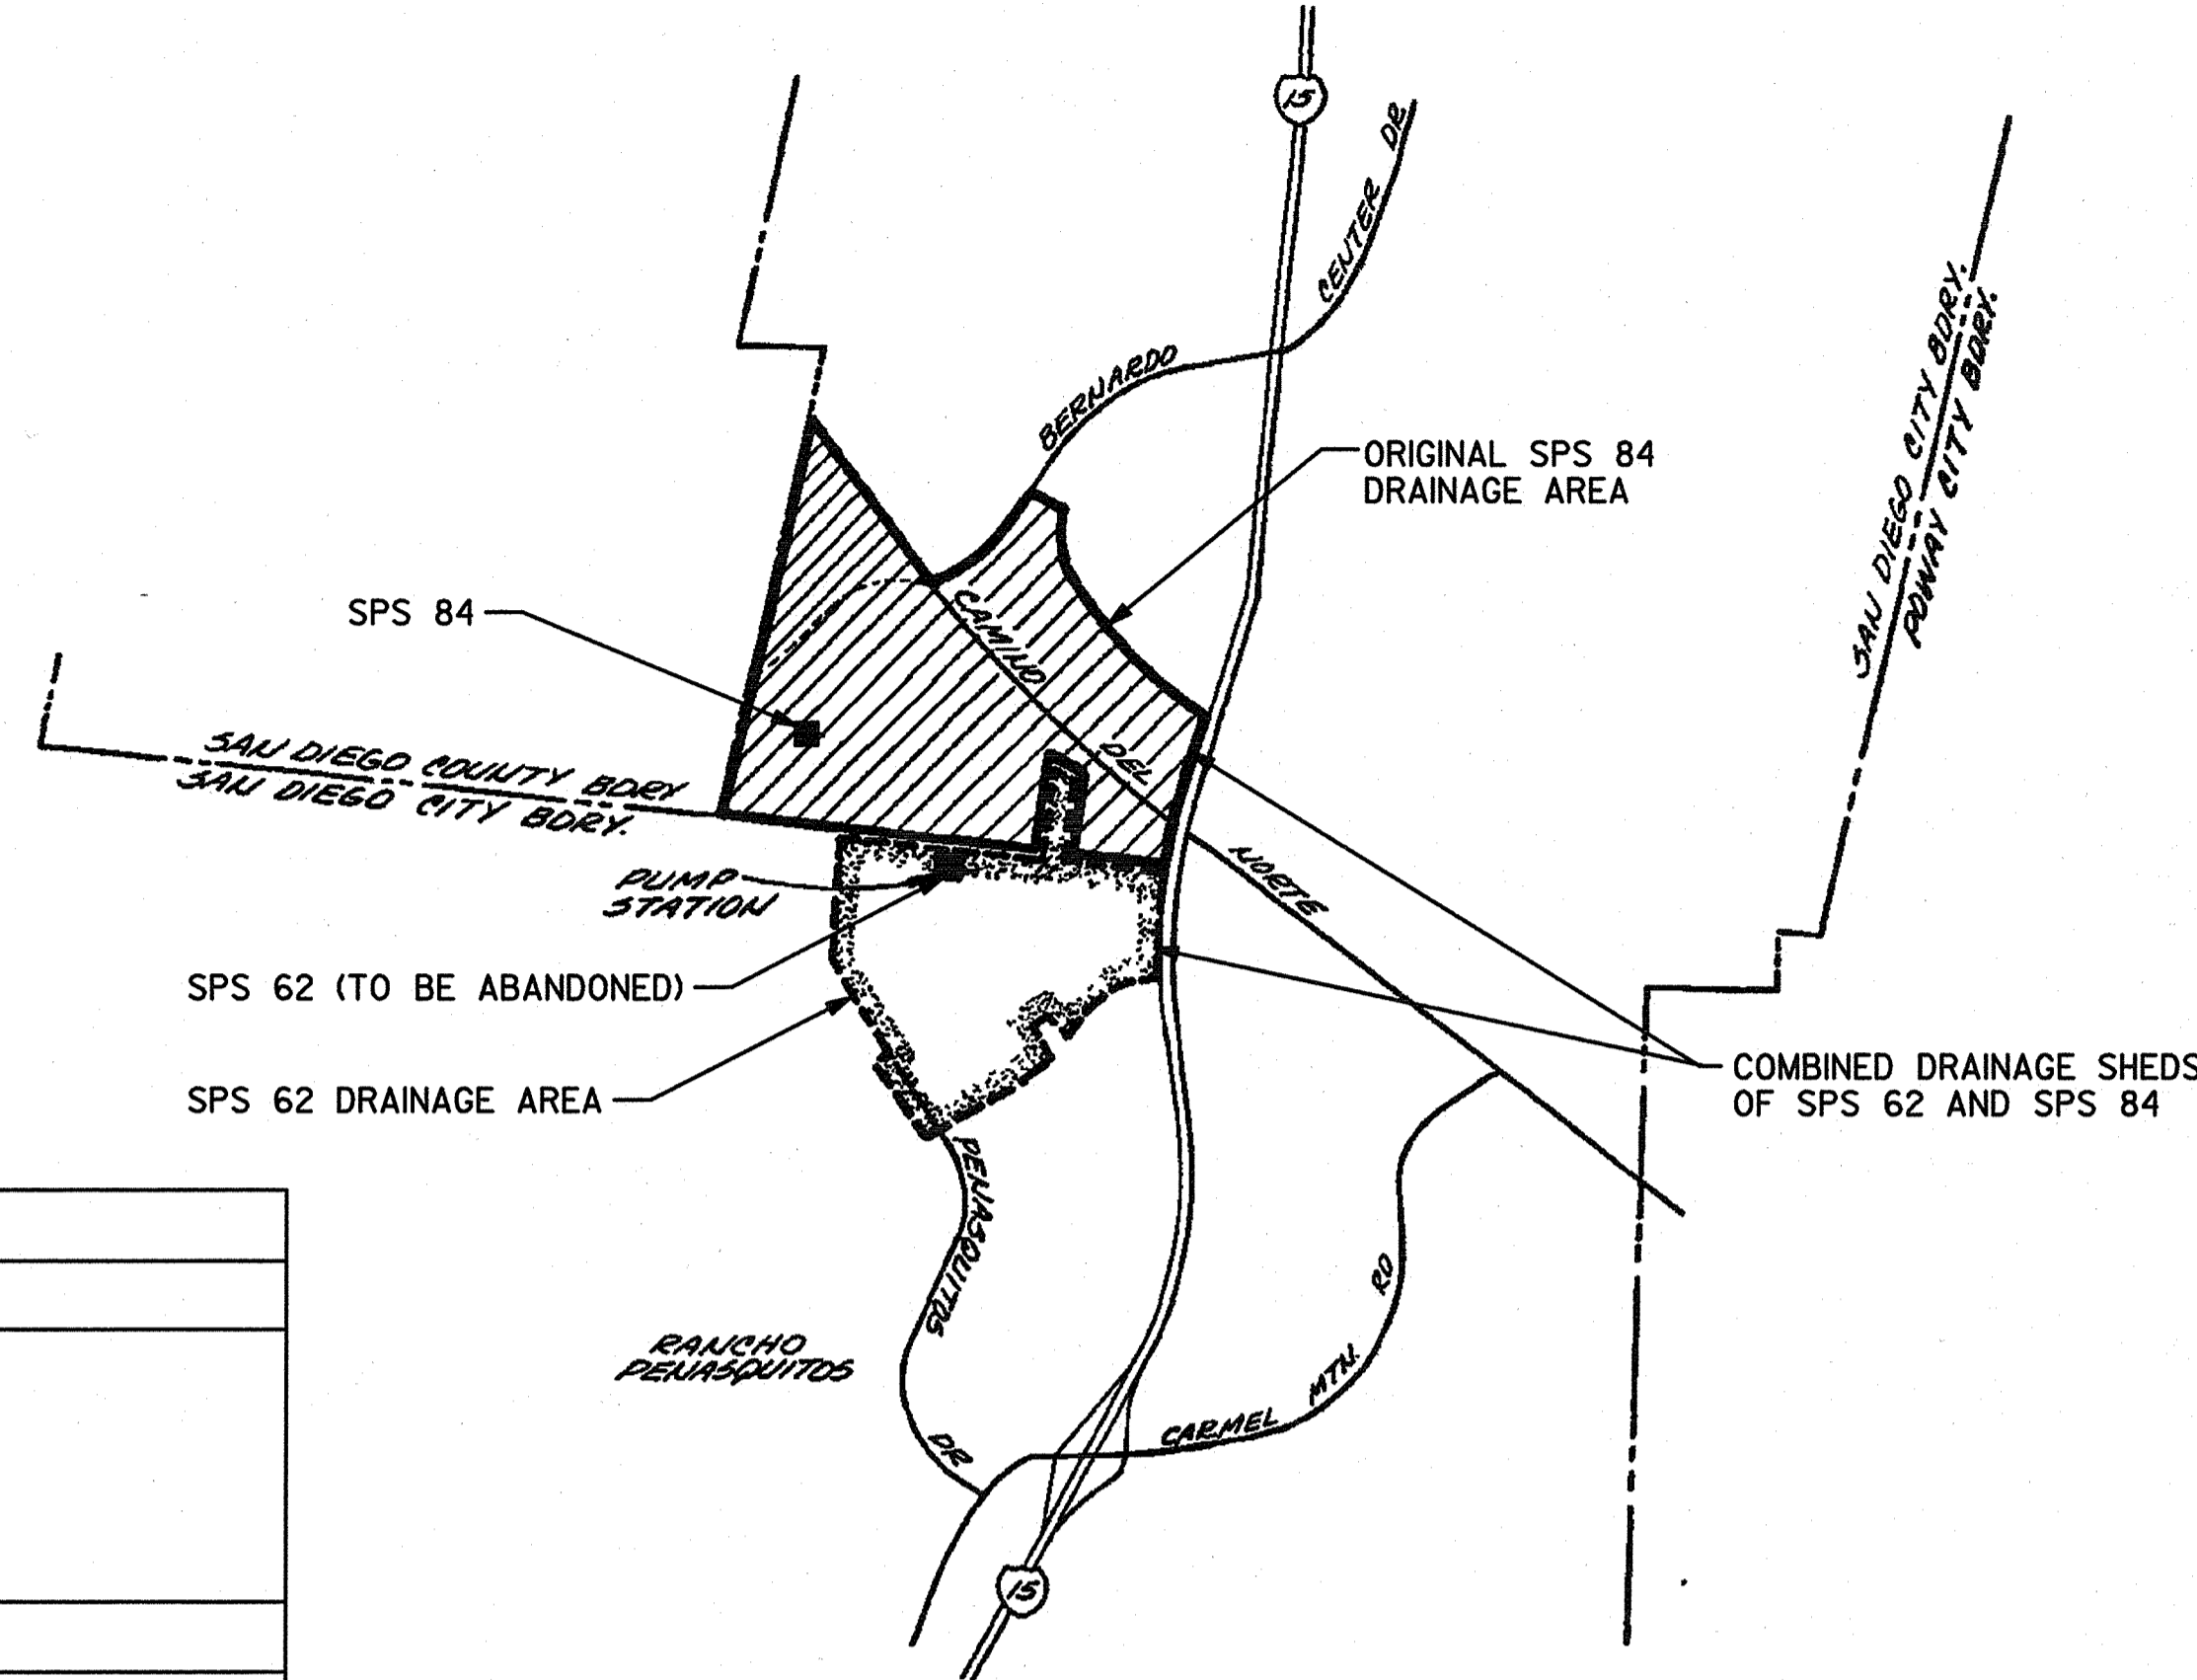 15
BERNARDO
CENTER DR
ORIGINAL SPS 84
DRAINAGE AREA
SAN DIEGO CITY BDRY.
POWAY CITY BDRY.
SPS 84
CAMINO
DEL
NORTE
SAN DIEGO COUNTY BDRY
SAN DIEGO CITY BDRY.
PUMP
STATION
SPS 62 (TO BE ABANDONED)
SPS 62 DRAINAGE AREA
COMBINED DRAINAGE SHEDS
OF SPS 62 AND SPS 84
PENASQUITOS
DR
RANCHO
PENASQUITOS
CARMEL
MTN.
RD
15